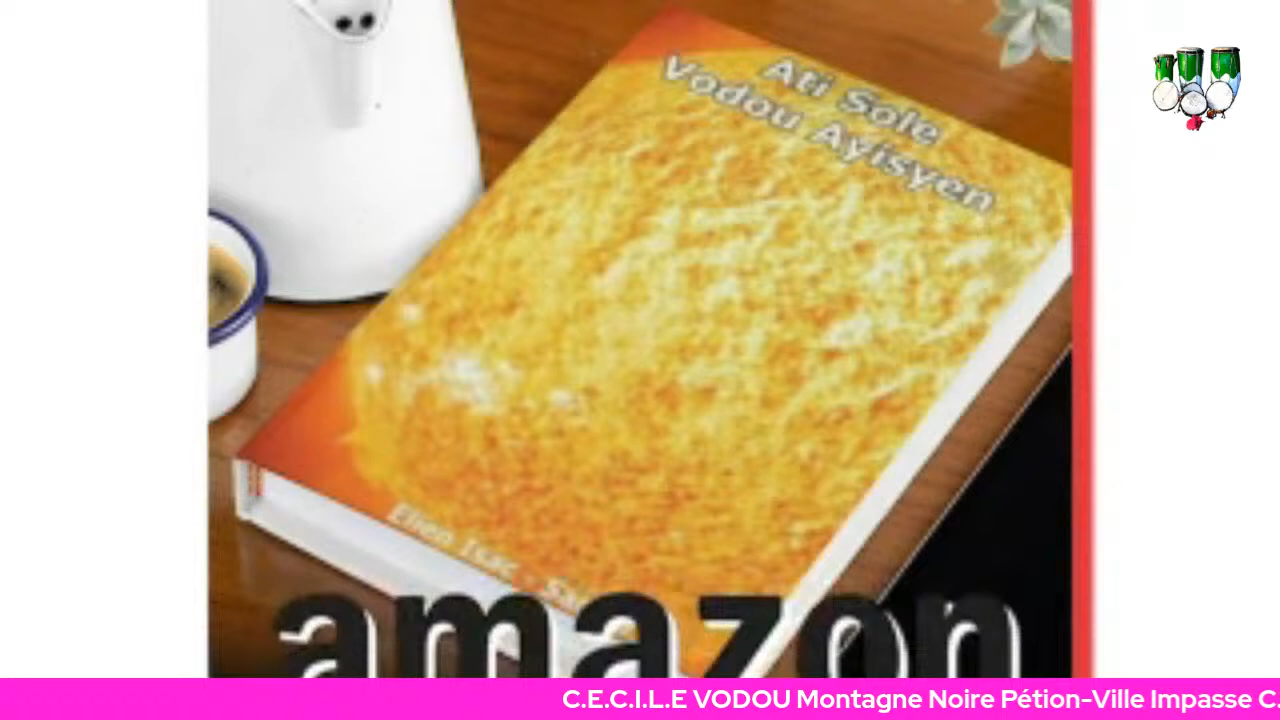 Ati Sole
Vodou Ayisyen
amazon
C.E.C.I.L.E VODOU Montagne Noire Pétion-Ville Impasse C.